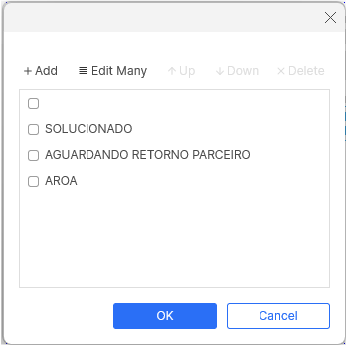 Add Edit Many Up Down Delete
SOLUCIONADO
AGUARDANDO RETORNO PARCEIRO
AROA
OK Cancel